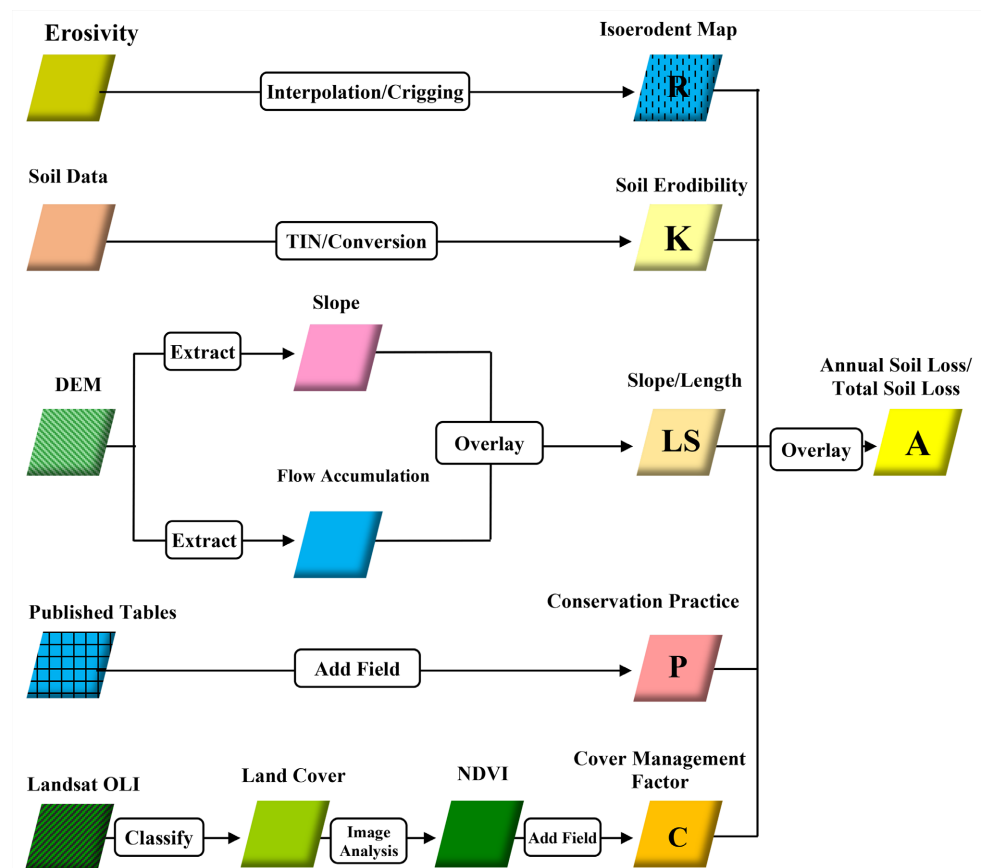 Erosivity
Interpolation/Crigging
Isoerodent Map
R
Soil Data
TIN/Conversion
Soil Erodibility
K
DEM
Extract
Slope
Extract
Flow Accumulation
Overlay
Slope/Length
LS
Overlay
Annual Soil Loss/
Total Soil Loss
A
Published Tables
Add Field
Conservation Practice
P
Landsat OLI
Classify
Land Cover
Image
Analysis
NDVI
Add Field
Cover Management
Factor
C